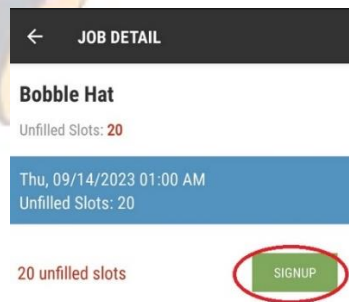 JOB DETAIL
Bobble Hat
Unfilled Slots: 20
Thu, 09/14/2023 01:00 AM
Unfilled Slots: 20
20 unfilled slots
SIGNUP